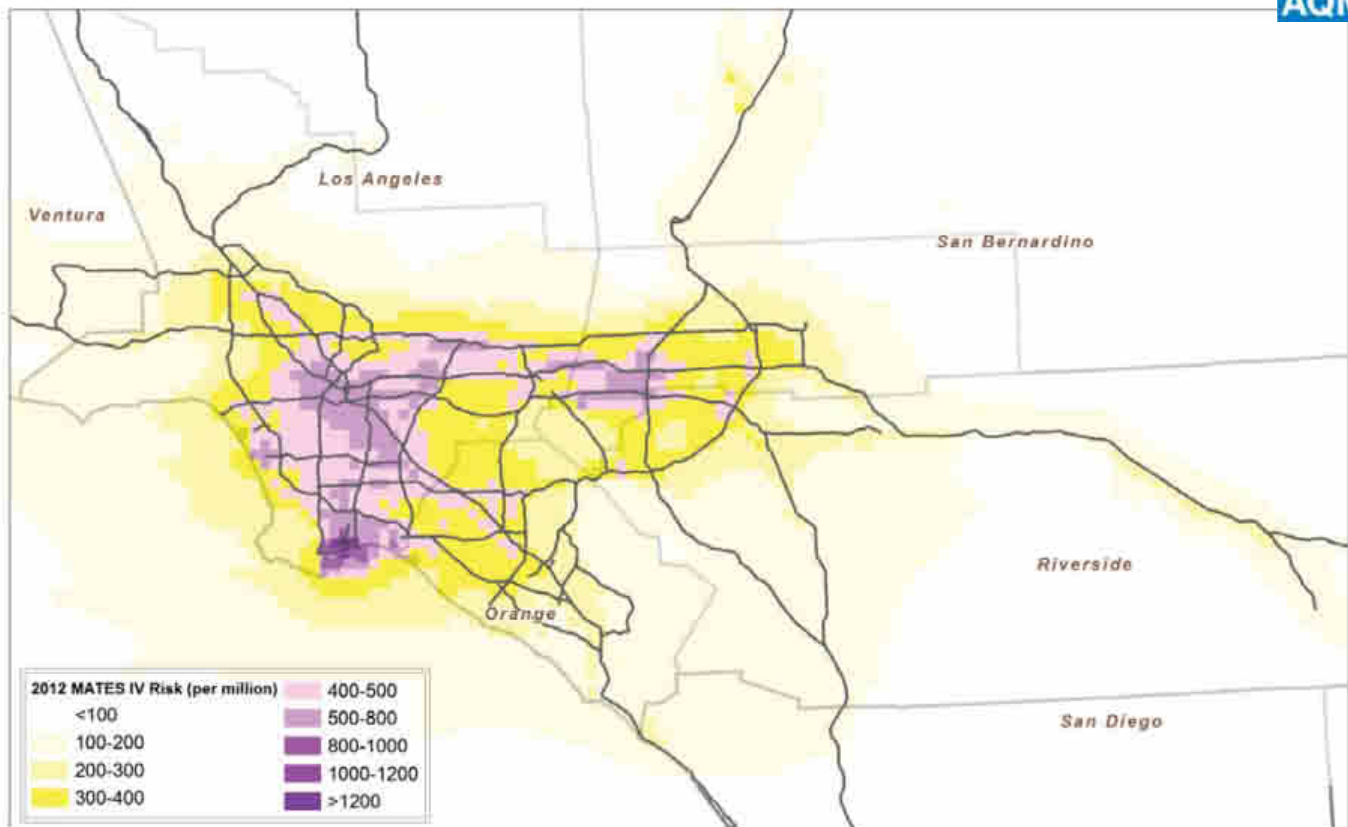 AQM
Los Angeles
Ventura
San Bernardino
Riverside
Orange
San Diego
2012 MATES IV Risk (per million)
<100
100-200
200-300
300-400
400-500
500-800
800-1000
1000-1200
>1200